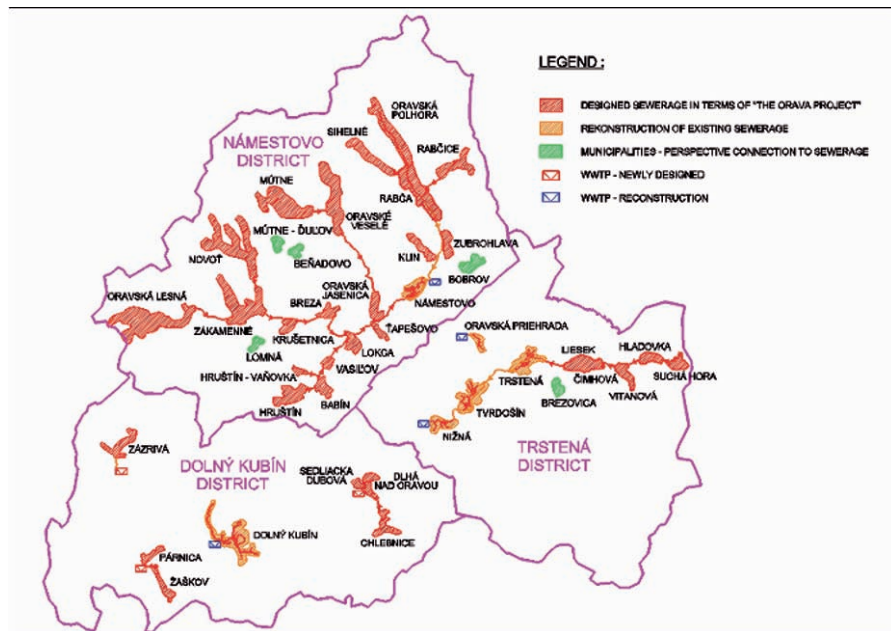 LEGEND :
DESIGNED SEWERAGE IN TERMS OF "THE ORAVA PROJECT"
REKONSTRUCTION OF EXISTING SEWERAGE
MUNICIPALITIES - PERSPECTIVE CONNECTION TO SEWERAGE
WWTP - NEWLY DESIGNED
WWTP - RECONSTRUCTION
NÁMESTOVO
DISTRICT
ORAVSKÁ
POLHORA
SIHELNÉ
RABČICE
MÚTNE
RABČA
ORAVSKÉ
VESELÉ
MÚTNE - ĎUĽOV
BEŇADOVO
NOVOŤ
KLIN
ZUBROHLAVA
BOBROV
ORAVSKÁ
JASENICA
NÁMESTOVO
ORAVSKÁ LESNÁ
BREZA
ZÁKAMENNÉ
KRUŠETNICA
ŤAPEŠOVO
LOMNÁ
LOKCA
VASIĽOV
HRUŠTÍN - VAŇOVKA
BABÍN
HRUŠTÍN
ORAVSKÁ PRIEHRADA
LIESEK
HLADOVKA
TRSTENÁ
ČIMHOVÁ
SUCHÁ HORA
BREZOVICA
VITANOVÁ
TVRDOŠÍN
NIŽNÁ
TRSTENÁ
DISTRICT
ZÁZRIVÁ
DOLNÝ KUBÍN
DISTRICT
SEDLIACKA
DUBOVÁ
DLHÁ
NAD ORAVOU
DOLNÝ KUBÍN
CHLEBNICE
PÁRNICA
ŽAŠKOV